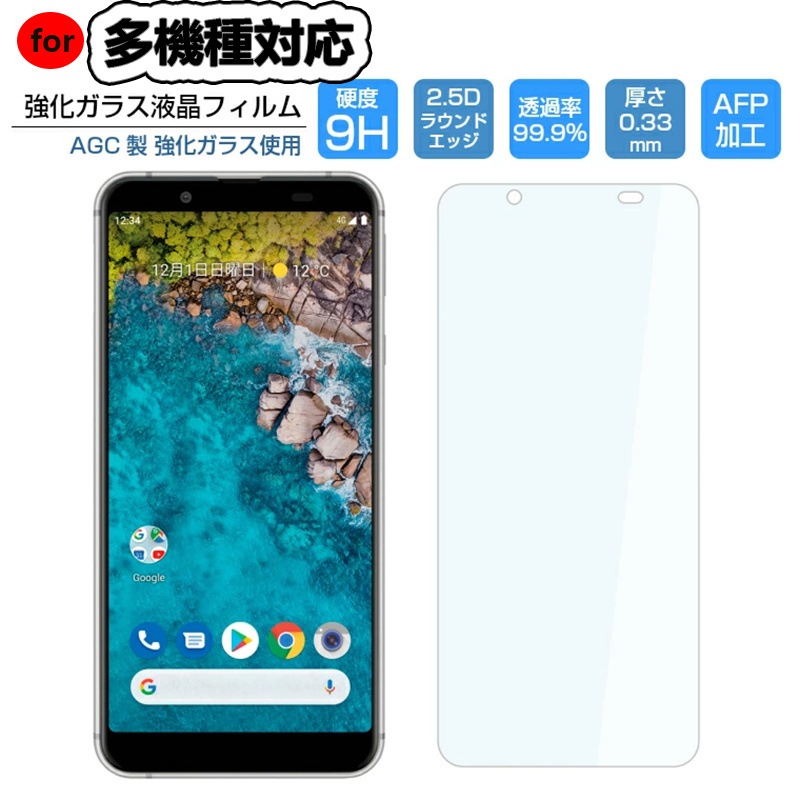 for 多機種対応
強化ガラス液晶フィルム
AGC 製 強化ガラス使用
硬度
9H
2.5D
ラウンド
エッジ
透過率
99.9%
厚さ
0.33
mm
AFP
加工
12:34
4G
12月1日日曜日 | 12 °C
Google